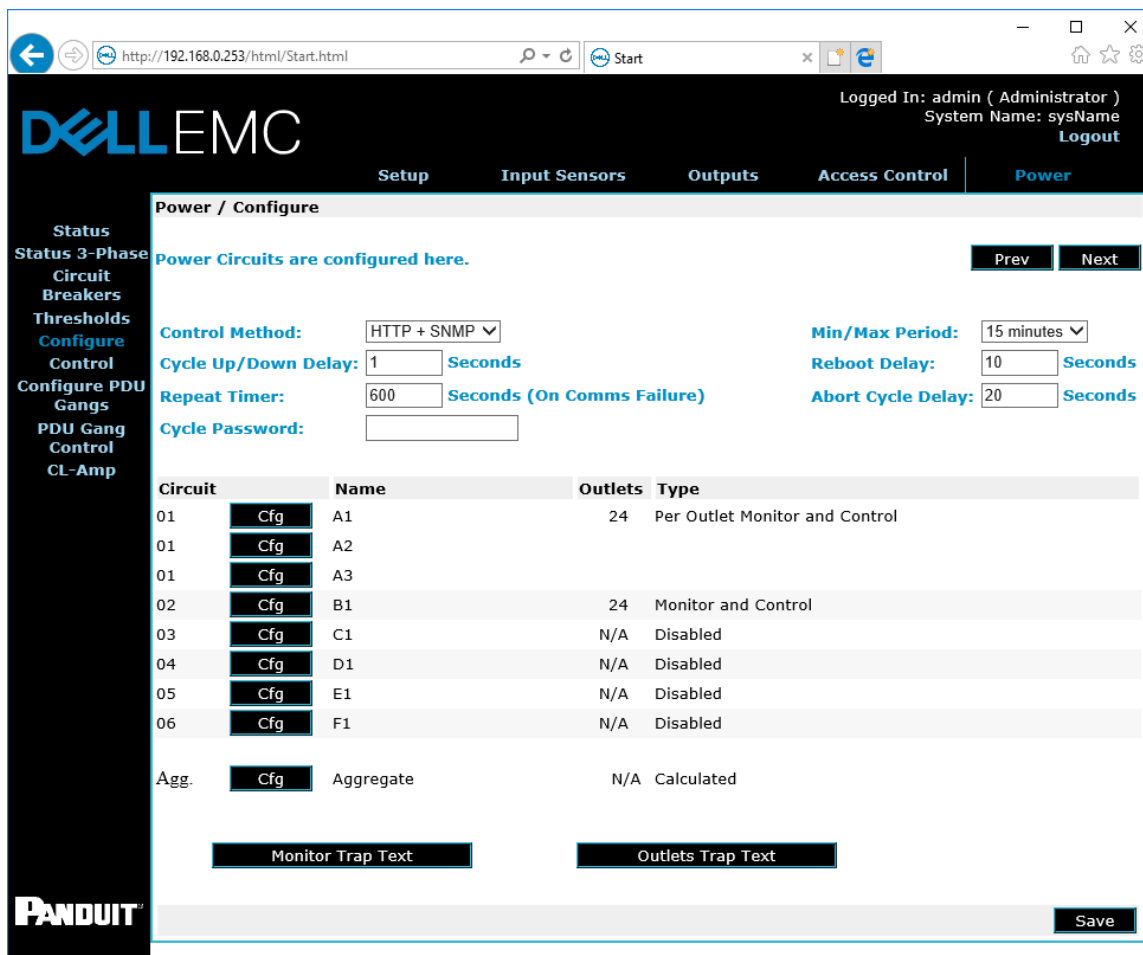 http://192.168.0.253/html/Start.html
Start
Logged In: admin ( Administrator )
System Name: sysName
Logout
DELLEMC
Setup Input Sensors Outputs Access Control Power
Status
Status 3-Phase
Circuit
Breakers
Thresholds
Configure
Control
Configure PDU
Gangs
PDU Gang
Control
CL-Amp
Power / Configure
Power Circuits are configured here.
Prev Next
Control Method: HTTP + SNMP Min/Max Period: 15 minutes
Cycle Up/Down Delay: 1 Seconds Reboot Delay: 10 Seconds
Repeat Timer: 600 Seconds (On Comms Failure) Abort Cycle Delay: 20 Seconds
Cycle Password:
Circuit Name Outlets Type
01 Cfg A1 24 Per Outlet Monitor and Control
01 Cfg A2
01 Cfg A3
02 Cfg B1 24 Monitor and Control
03 Cfg C1 N/A Disabled
04 Cfg D1 N/A Disabled
05 Cfg E1 N/A Disabled
06 Cfg F1 N/A Disabled
Agg. Cfg Aggregate N/A Calculated
Monitor Trap Text Outlets Trap Text
PANDUIT
Save